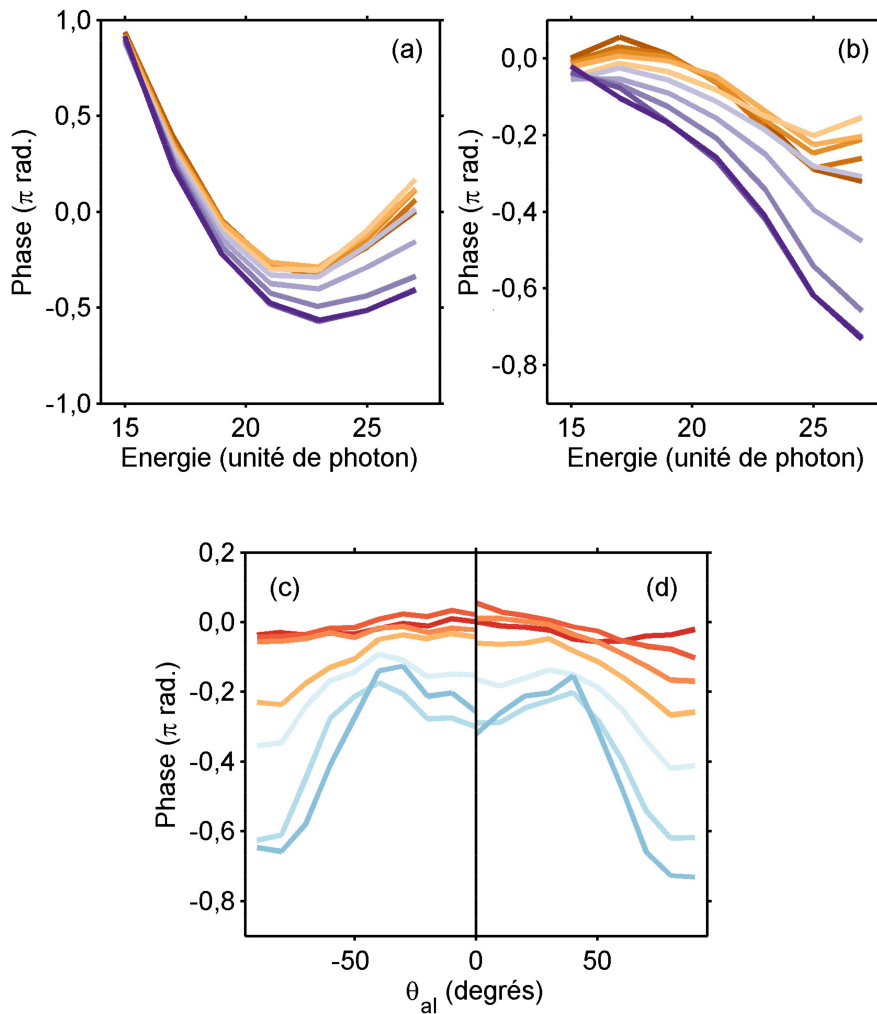 1,0
0,5
0,0
-0,5
-1,0
Phase (π rad.)
(a)
15 20 25
Energie (unité de photon)
0,0
-0,2
-0,4
-0,6
-0,8
Phase (π rad.)
(b)
15 20 25
Energie (unité de photon)
0,2
0,0
-0,2
-0,4
-0,6
-0,8
Phase (π rad.)
(c) (d)
-50 0 50
θal (degrés)